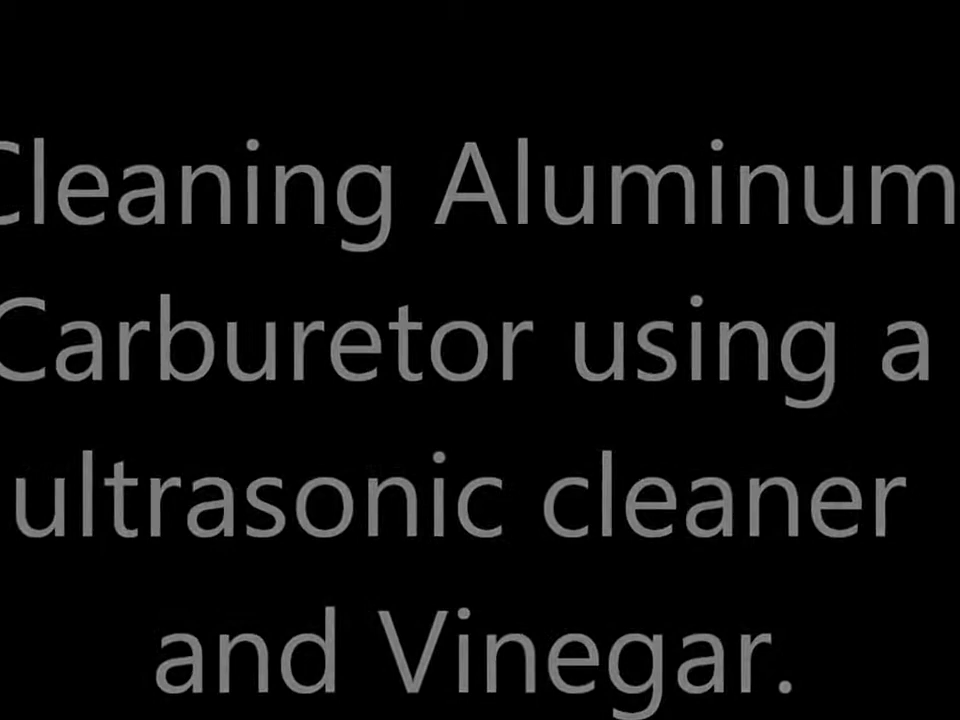 Cleaning Aluminum
Carburetor using a
ultrasonic cleaner
and Vinegar.